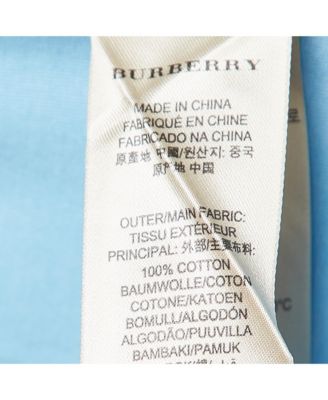 BURBERRY
MADE IN CHINA
FABRIQUÉ EN CHINE
FABRICADO NA CHINA
原產地 中國/원산지: 중국
原產地 中国
OUTER/MAIN FABRIC:
TISSU EXTÉRIEUR
PRINCIPAL: 外部/主要布料:
100% COTTON
BAUMWOLLE/COTON
COTONE/KATOEN
BOMULL/ALGODÓN
ALGODÃO/PUUVILLA
BAMBAKI/PAMUK